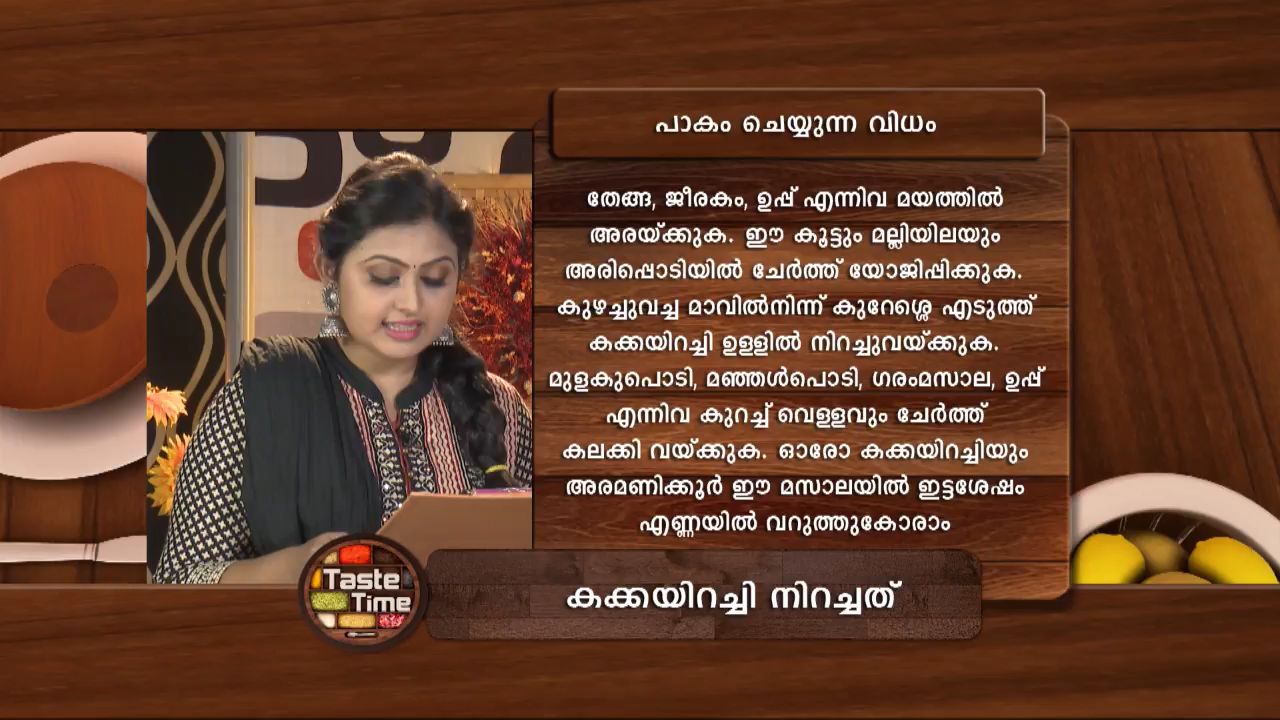 പാകം ചെയ്യുന്ന വിധം
തേങ്ങ, ജീരകം, ഉപ്പ് എന്നിവ മയത്തിൽ
അരയ്ക്കുക. ഈ കൂട്ടും മല്ലിയിലയും
അരിപ്പൊടിയിൽ ചേർത്ത് യോജിപ്പിക്കുക.
കുഴച്ചുവച്ച മാവിൽനിന്ന് കുറേശ്ശെ എടുത്ത്
കക്കയിറച്ചി ഉള്ളിൽ നിറച്ചുവയ്ക്കുക.
മുളകുപൊടി, മഞ്ഞൾപൊടി, ഗരംമസാല, ഉപ്പ്
എന്നിവ കുറച്ച് വെള്ളവും ചേർത്ത്
കലക്കി വയ്ക്കുക. ഓരോ കക്കയിറച്ചിയും
അരമണിക്കൂർ ഈ മസാലയിൽ ഇട്ടശേഷം
എണ്ണയിൽ വറുത്തുകോരാം
Taste
Time
കക്കയിറച്ചി നിറച്ചത്